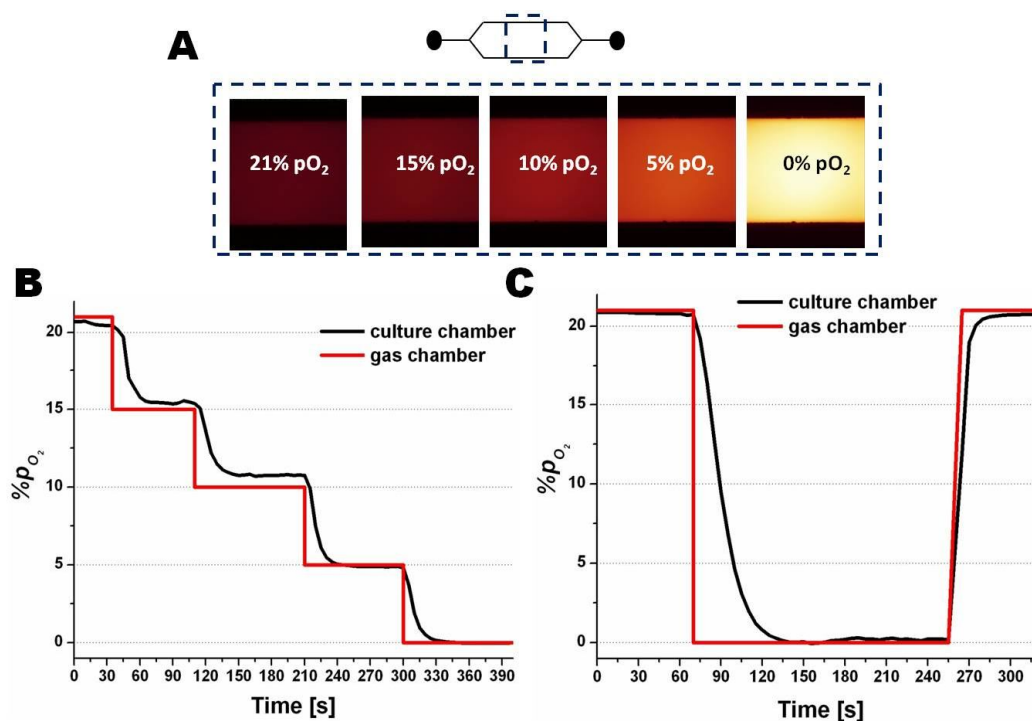 A
21% pO₂ 15% pO₂ 10% pO₂ 5% pO₂ 0% pO₂
B
culture chamber
gas chamber
%pO₂
20
15
10
5
0
0 30 60 90 120 150 180 210 240 270 300 330 360 390
Time [s]
C
culture chamber
gas chamber
%pO₂
20
15
10
5
0
0 30 60 90 120 150 180 210 240 270 300
Time [s]